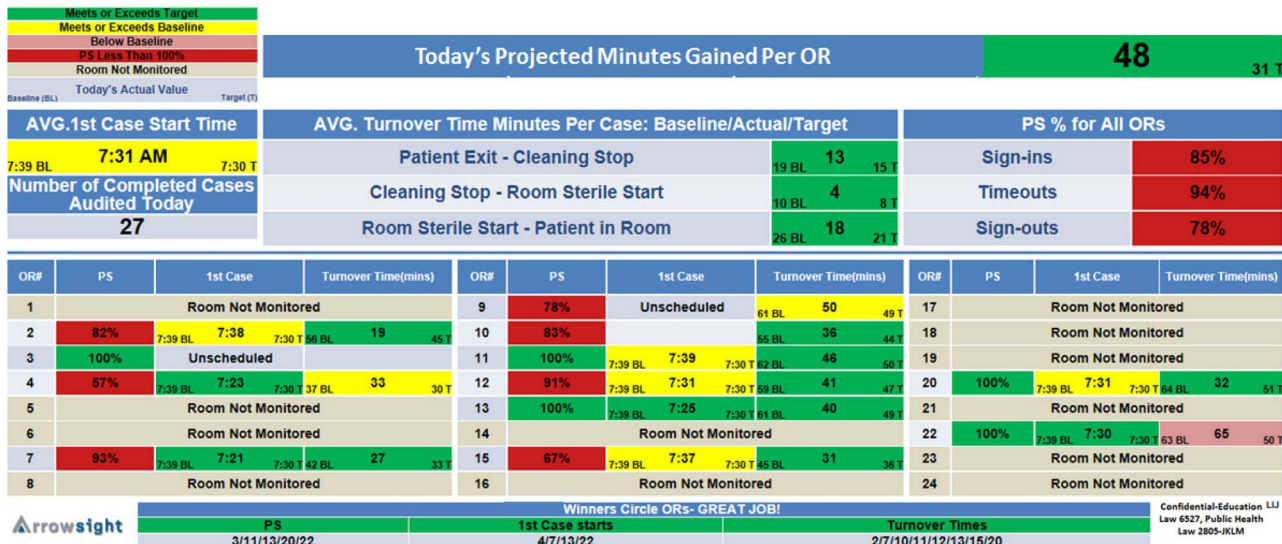 Meets or Exceeds Target
Meets or Exceeds Baseline
Below Baseline
PS Less Than 100%
Room Not Monitored
Today's Actual Value
Baseline (BL) Target (T)
Today's Projected Minutes Gained Per OR 48 31 T
AVG.1st Case Start Time
7:39 BL 7:31 AM 7:30 T
Number of Completed Cases
Audited Today
27
AVG. Turnover Time Minutes Per Case: Baseline/Actual/Target
Patient Exit - Cleaning Stop 19 BL 13 15 T
Cleaning Stop - Room Sterile Start 10 BL 4 8 T
Room Sterile Start - Patient in Room 26 BL 18 21 T
PS % for All ORs
Sign-ins 85%
Timeouts 94%
Sign-outs 78%
OR# PS 1st Case Turnover Time(mins)
1 Room Not Monitored
2 82% 7:39 BL 7:38 7:30 T 56 BL 19 45 T
3 100% Unscheduled
4 57% 7:39 BL 7:23 7:30 T 37 BL 33 30 T
5 Room Not Monitored
6 Room Not Monitored
7 93% 7:39 BL 7:21 7:30 T 42 BL 27 33 T
8 Room Not Monitored
OR# PS 1st Case Turnover Time(mins)
9 78% Unscheduled 61 BL 50 49 T
10 83% 55 BL 36 44 T
11 100% 7:39 BL 7:39 7:30 T 62 BL 46 50 T
12 91% 7:39 BL 7:31 7:30 T 59 BL 41 47 T
13 100% 7:39 BL 7:25 7:30 T 61 BL 40 49 T
14 Room Not Monitored
15 67% 7:39 BL 7:37 7:30 T 45 BL 31 36 T
16 Room Not Monitored
OR# PS 1st Case Turnover Time(mins)
17 Room Not Monitored
18 Room Not Monitored
19 Room Not Monitored
20 100% 7:39 BL 7:31 7:30 T 64 BL 32 51 T
21 Room Not Monitored
22 100% 7:39 BL 7:30 7:30 T 63 BL 65 50 T
23 Room Not Monitored
24 Room Not Monitored
Arrowsight
Winners Circle ORs- GREAT JOB!
PS 1st Case starts Turnover Times
3/11/13/20/22 4/7/13/22 2/7/10/11/12/13/15/20
Confidential-Education LIJ
Law 6527, Public Health
Law 2805-JKLM